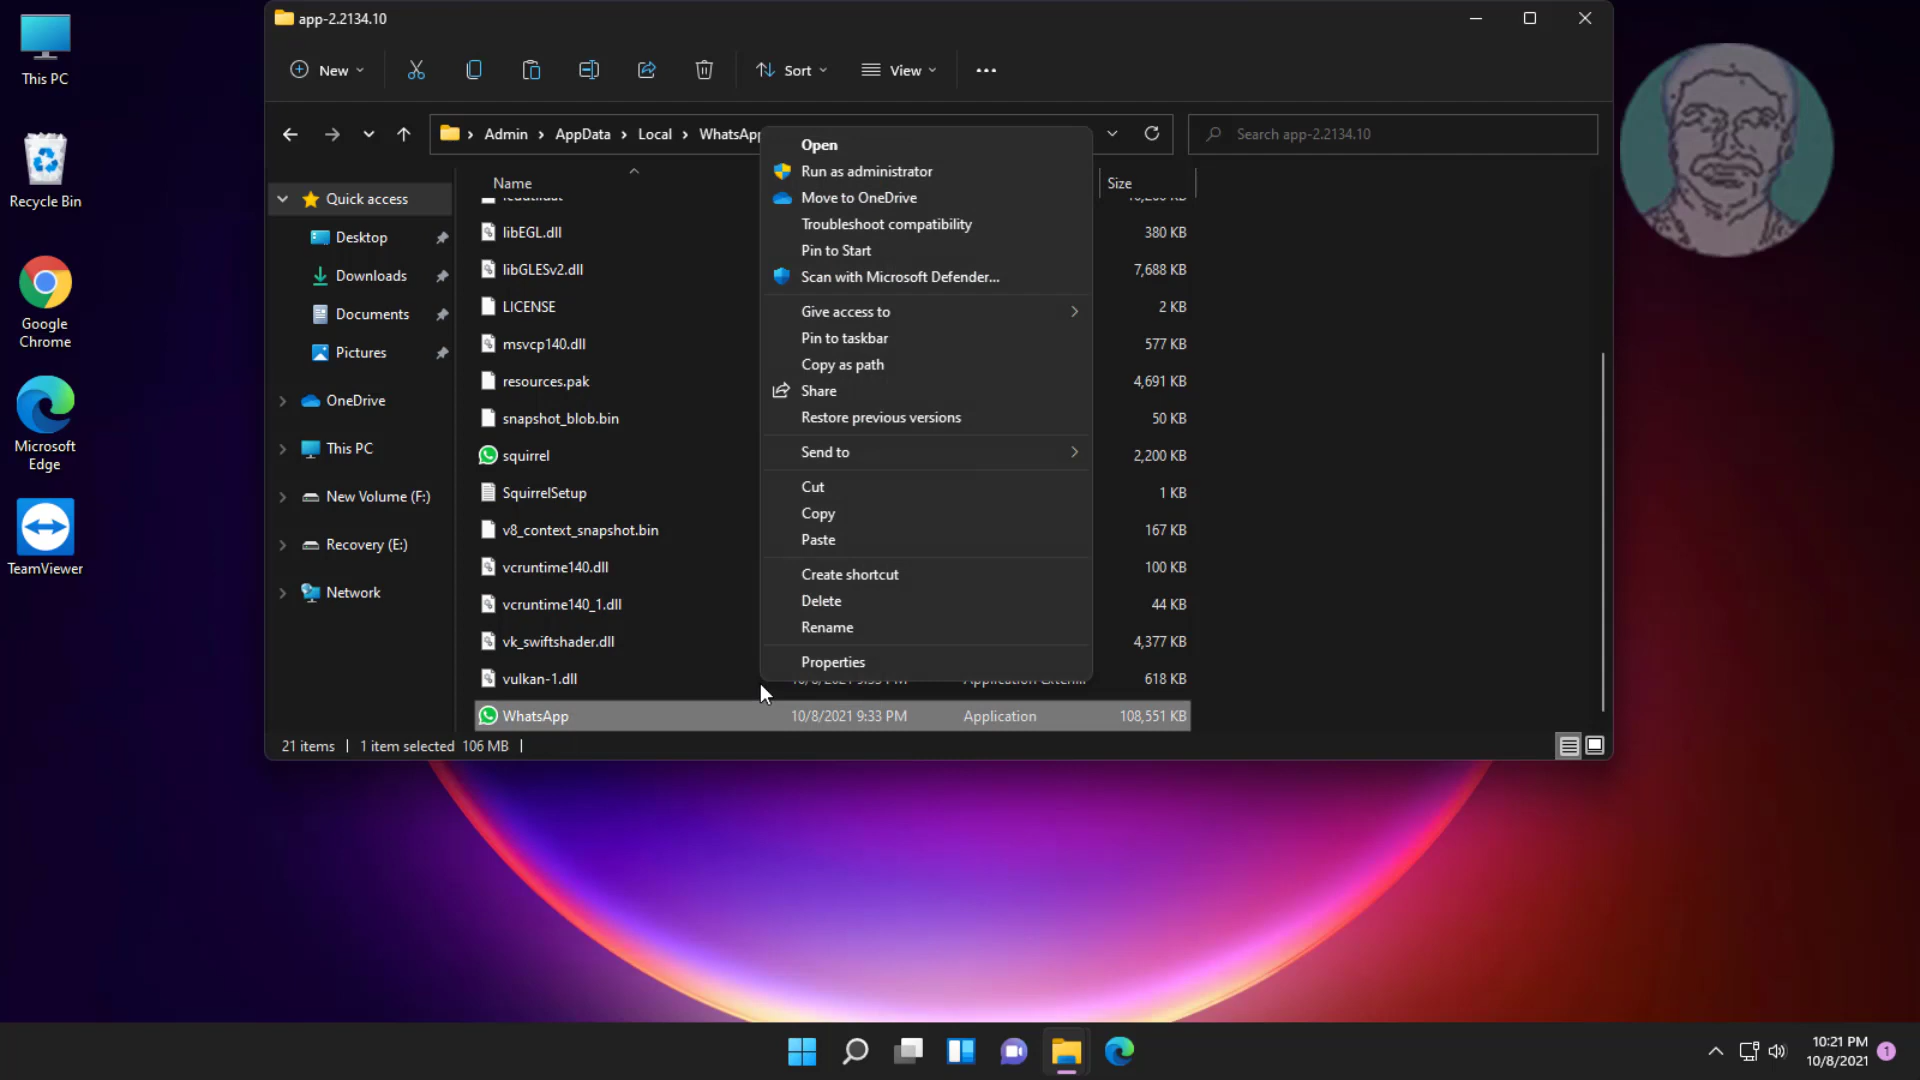 app-2.2134.10
This PC
Recycle Bin
Google
Chrome
Microsoft
Edge
TeamViewer
New
Sort
View
Admin
AppData
Local
Search app-2.2134.10
Quick access
Desktop
Downloads
Documents
Pictures
OneDrive
This PC
New Volume (F:)
Recovery (E:)
Network
Name
Size
libEGL.dll 380 KB
libGLESv2.dll 7,688 KB
LICENSE 2 KB
msvcp140.dll 577 KB
resources.pak 4,691 KB
snapshot_blob.bin 50 KB
squirrel 2,200 KB
SquirrelSetup 1 KB
v8_context_snapshot.bin 167 KB
vcruntime140.dll 100 KB
vcruntime140_1.dll 44 KB
vk_swiftshader.dll 4,377 KB
vulkan-1.dll 618 KB
WhatsApp 10/8/2021 9:33 PM Application 108,551 KB
Open
Run as administrator
Move to OneDrive
Troubleshoot compatibility
Pin to Start
Scan with Microsoft Defender...
Give access to
Pin to taskbar
Copy as path
Share
Restore previous versions
Send to
Cut
Copy
Paste
Create shortcut
Delete
Rename
Properties
21 items
1 item selected 106 MB
10:21 PM
10/8/2021
1